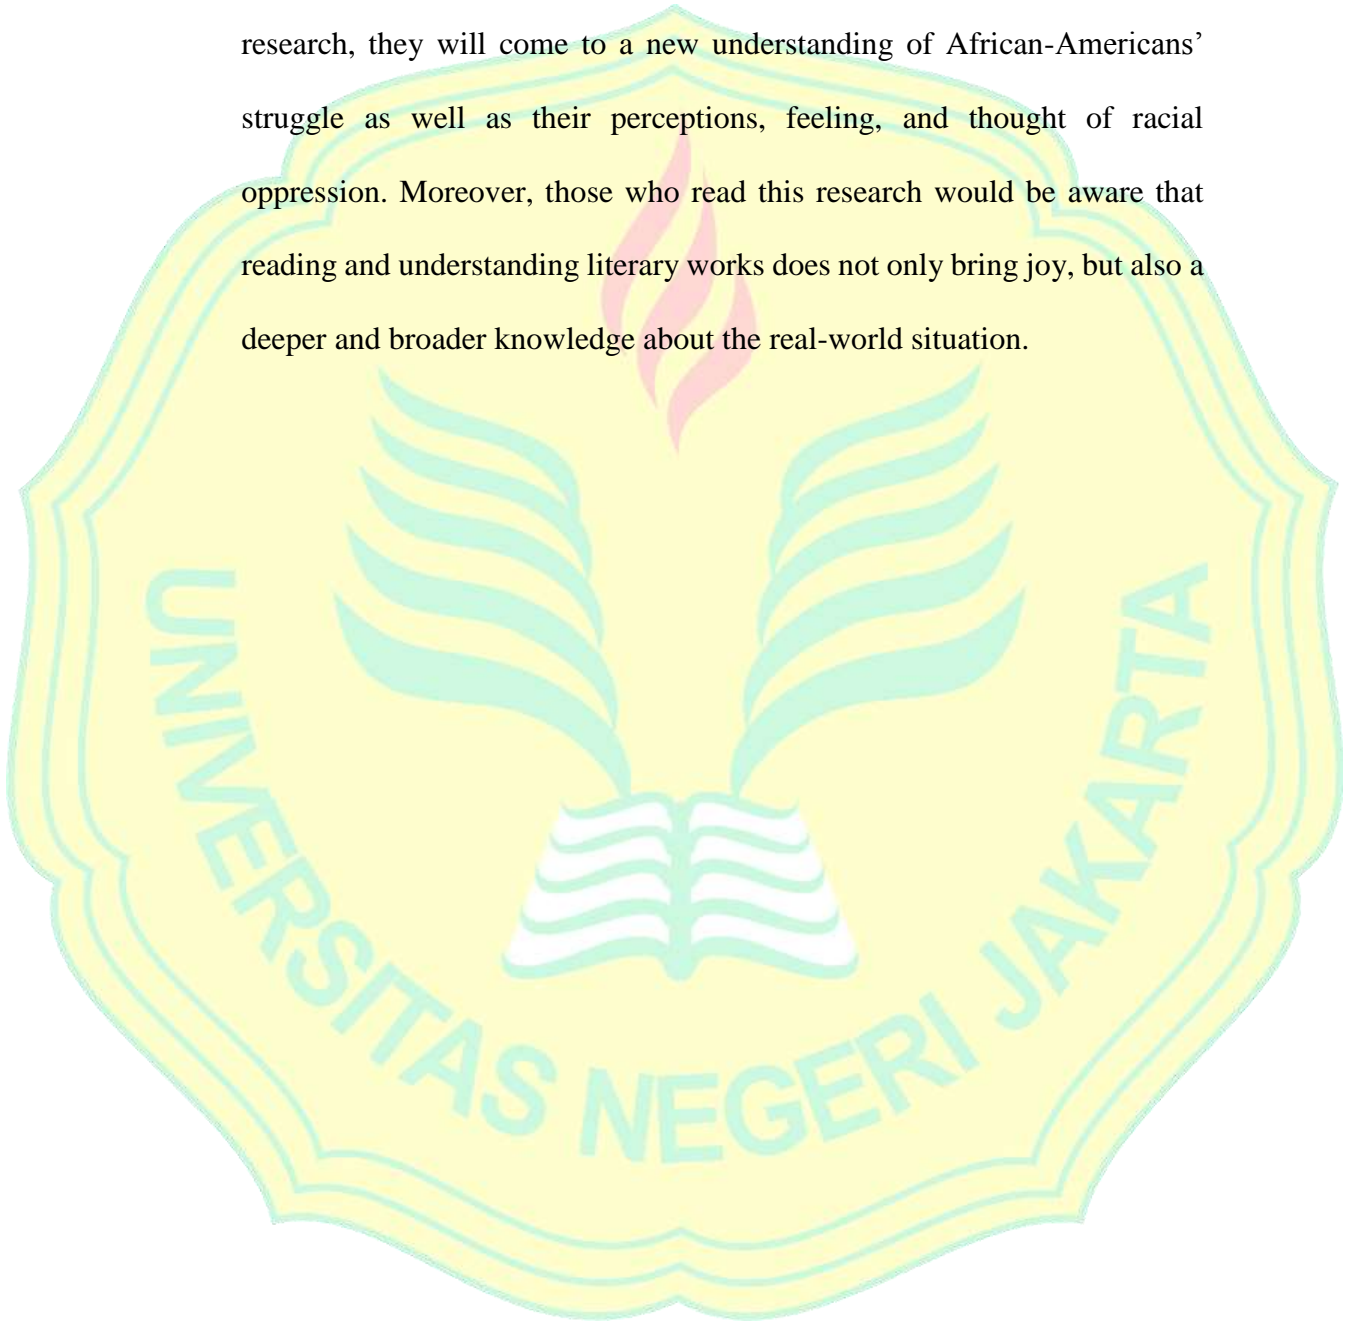 research, they will come to a new understanding of African-Americans’
struggle as well as their perceptions, feeling, and thought of racial
oppression. Moreover, those who read this research would be aware that
reading and understanding literary works does not only bring joy, but also a
deeper and broader knowledge about the real-world situation.
UNIVERSITAS NEGERI JAKARTA